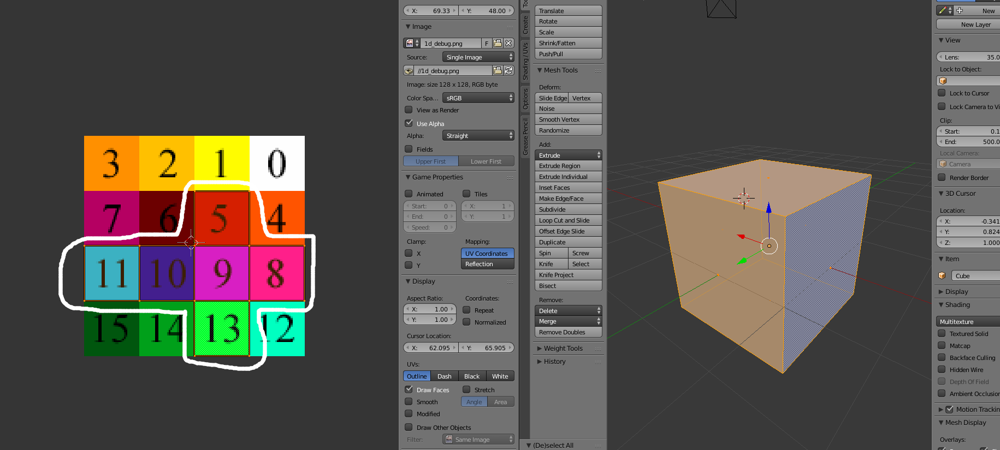 3 2 1 0
7 6 5 4
11 10 9 8
15 14 13 12
X: 69.33 Y: 48.00
Image
1d_debug.png F
Source: Single Image
//1d_debug.png
Image: size 128 x 128, RGB byte
Color Spa... sRGB
View as Render
Use Alpha
Alpha: Straight
Fields
Upper First Lower First
Game Properties
Animated Tiles
Start: 0 X: 1
End: 0 Y: 1
Speed: 0
Clamp: Mapping:
X UV Coordinates
Y Reflection
Display
Aspect Ratio: Coordinates:
X: 1.00 Repeat
Y: 1.00 Normalized
Cursor Location:
X: 62.095 Y: 65.905
UVs:
Outline Dash Black White
Draw Faces Stretch
Smooth Angle Area
Modified
Draw Other Objects
Filter: Same Image
Create
Shading / UVs
Options
Grease Pencil
Translate
Rotate
Scale
Shrink/Fatten
Push/Pull
Mesh Tools
Deform:
Slide Edge Vertex
Noise
Smooth Vertex
Randomize
Add:
Extrude
Extrude Region
Extrude Individual
Inset Faces
Make Edge/Face
Subdivide
Loop Cut and Slide
Offset Edge Slide
Duplicate
Spin Screw
Knife Select
Knife Project
Bisect
Remove:
Delete
Merge
Remove Doubles
Weight Tools
History
(De)select All
New
New Layer
View
Lens: 35.0
Lock to Object:
Lock to Cursor
Lock Camera to Vi
Clip:
Start: 0.1
End: 500.0
Local Camera:
Camera
Render Border
3D Cursor
Location:
X: -0.341
Y: 0.824
Z: 1.000
Item
Cube
Display
Shading
Multitexture
Textured Solid
Matcap
Backface Culling
Hidden Wire
Depth Of Field
Ambient Occlusion
Motion Trackin
Mesh Display
Overlays: